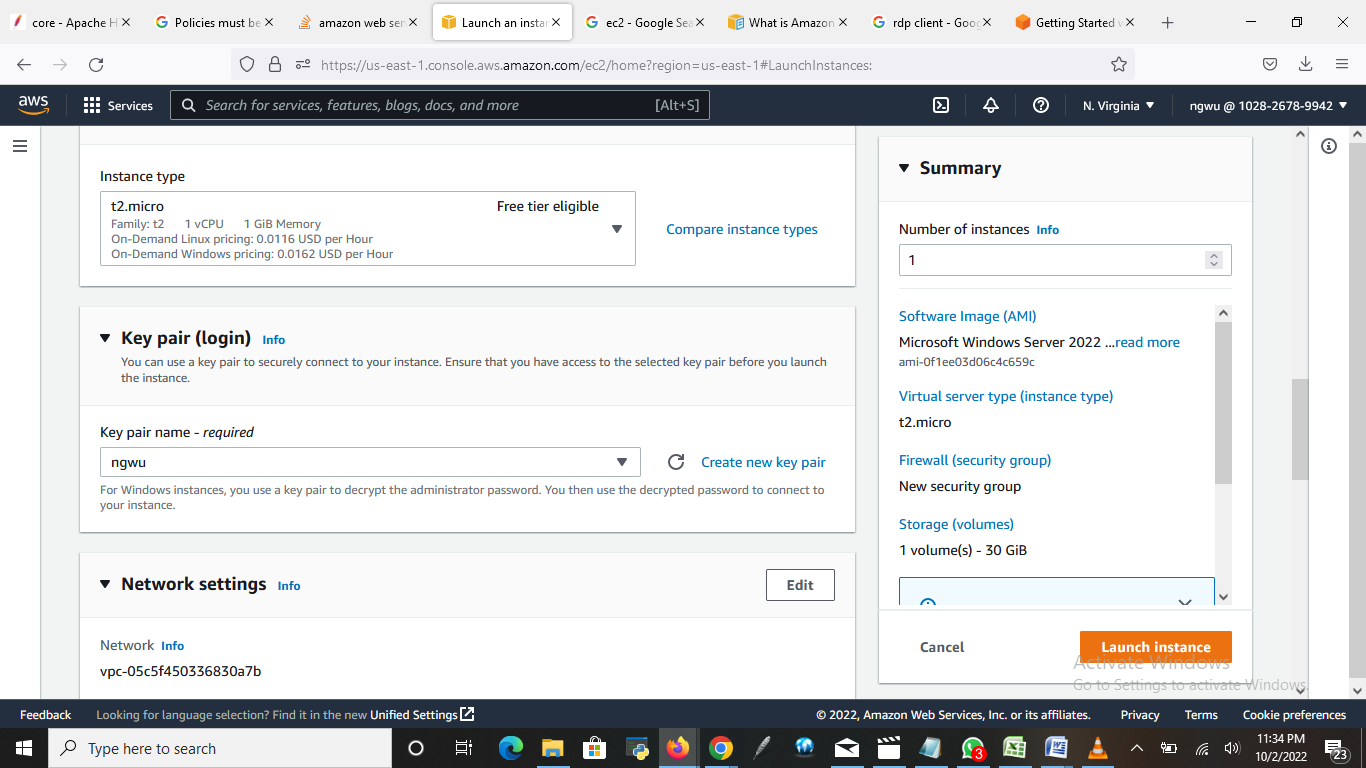 core - Apache H
Policies must be
amazon web ser
Launch an instan
ec2 - Google Sea
What is Amazon
rdp client - Goog
Getting Started w
https://us-east-1.console.aws.amazon.com/ec2/home?region=us-east-1#LaunchInstances:
aws
Services
Search for services, features, blogs, docs, and more
[Alt+S]
N. Virginia
ngwu @ 1028-2678-9942
Instance type
t2.micro
Free tier eligible
Family: t2 1 vCPU 1 GiB Memory
On-Demand Linux pricing: 0.0116 USD per Hour
On-Demand Windows pricing: 0.0162 USD per Hour
Compare instance types
Key pair (login) Info
You can use a key pair to securely connect to your instance. Ensure that you have access to the selected key pair before you launch
the instance.
Key pair name - required
ngwu
Create new key pair
For Windows instances, you use a key pair to decrypt the administrator password. You then use the decrypted password to connect to
your instance.
Network settings Info
Edit
Network Info
vpc-05c5f450336830a7b
Summary
Number of instances Info
1
Software Image (AMI)
Microsoft Windows Server 2022 ...read more
ami-0f1ee03d06c4c659c
Virtual server type (instance type)
t2.micro
Firewall (security group)
New security group
Storage (volumes)
1 volume(s) - 30 GiB
Cancel
Launch instance
Activate Windows
Go to Settings to activate Windows.
Feedback
Looking for language selection? Find it in the new Unified Settings
© 2022, Amazon Web Services, Inc. or its affiliates.
Privacy
Terms
Cookie preferences
Type here to search
3
11:34 PM
10/2/2022
23